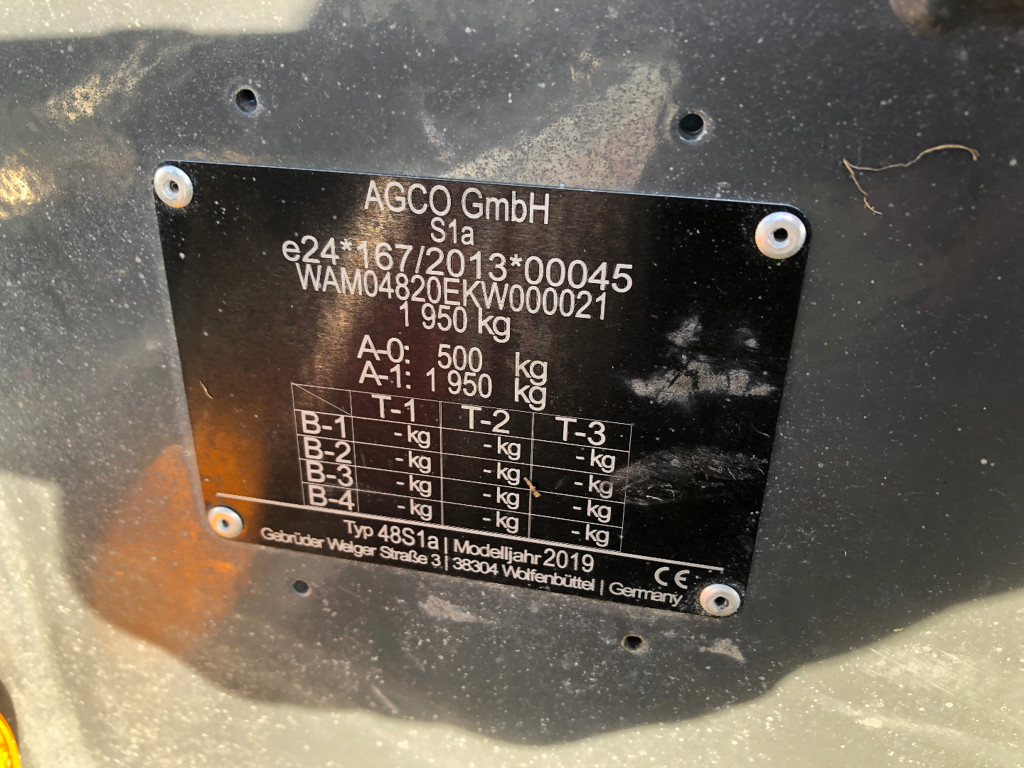 AGCO GmbH
S1a
e24*167/2013*00045
WAM04820EKW000021
1 950 kg
A-0: 500 kg
A-1: 1 950 kg
T-1 T-2 T-3
B-1 - kg - kg - kg
B-2 - kg - kg - kg
B-3 - kg - kg - kg
B-4 - kg - kg - kg
Typ 48S1a | Modelljahr 2019
Gebrüder Welger Straße 3 | 38304 Wolfenbüttel | Germany CE